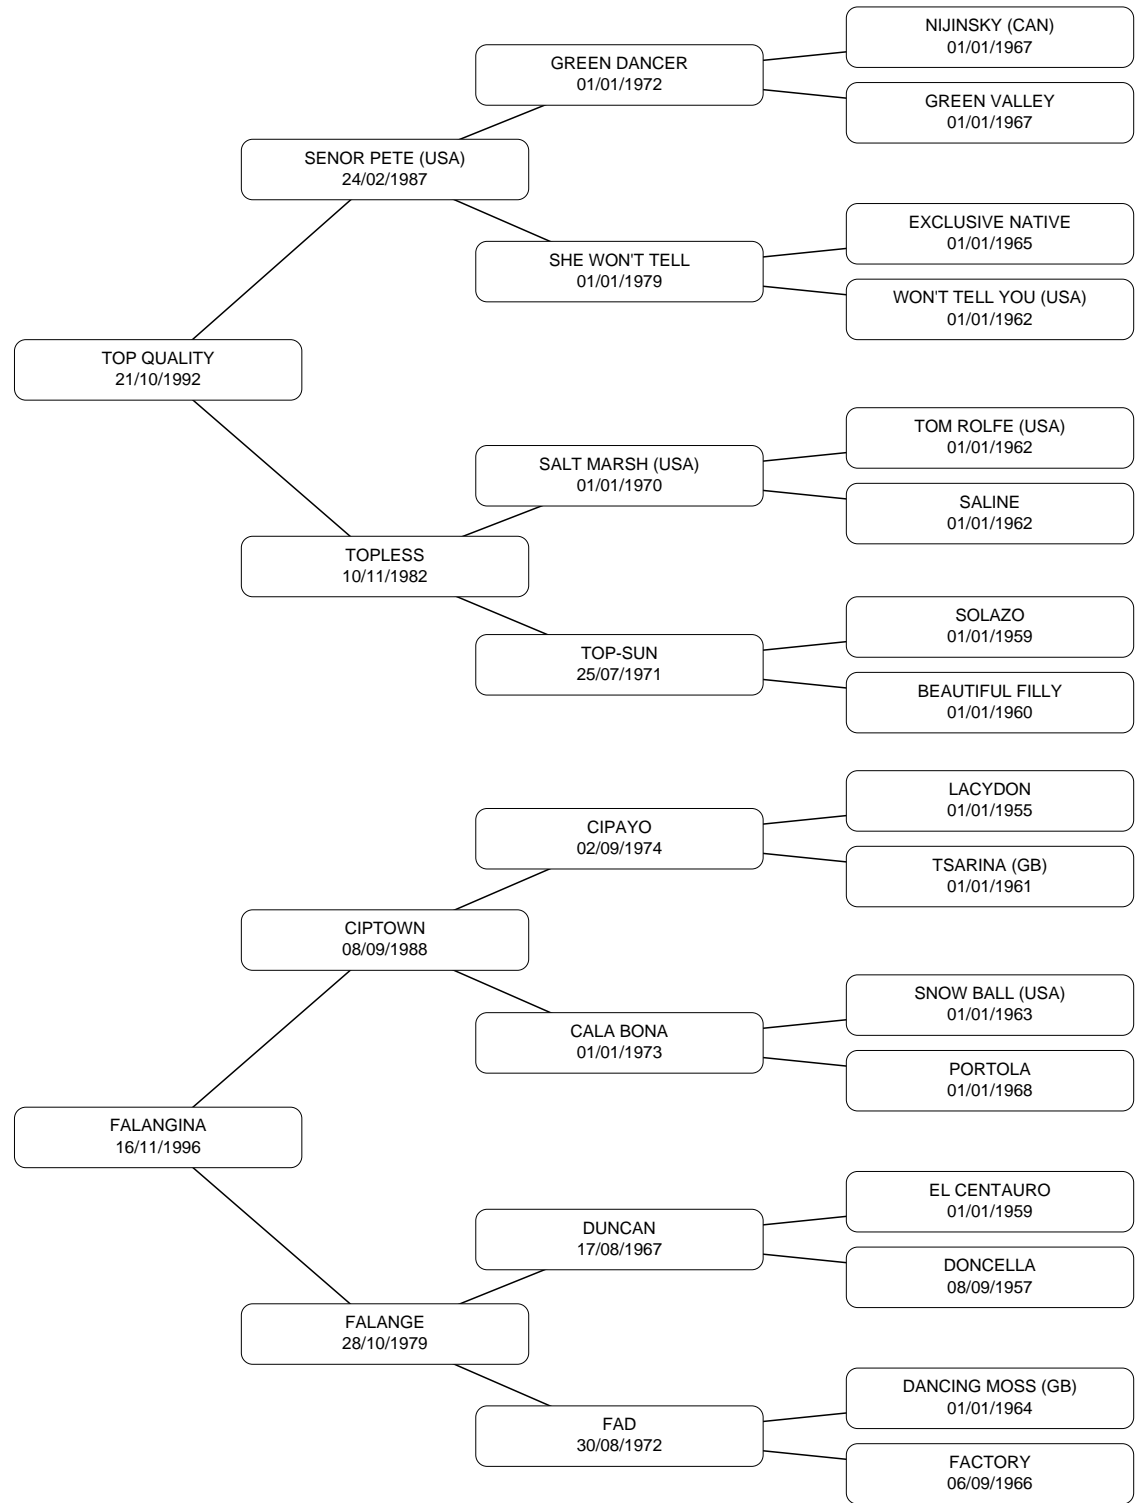 NIJINSKY (CAN)
01/01/1967
GREEN DANCER
01/01/1972
GREEN VALLEY
01/01/1967
SENOR PETE (USA)
24/02/1987
EXCLUSIVE NATIVE
01/01/1965
SHE WON'T TELL
01/01/1979
WON'T TELL YOU (USA)
01/01/1962
TOP QUALITY
21/10/1992
TOM ROLFE (USA)
01/01/1962
SALT MARSH (USA)
01/01/1970
SALINE
01/01/1962
TOPLESS
10/11/1982
SOLAZO
01/01/1959
TOP-SUN
25/07/1971
BEAUTIFUL FILLY
01/01/1960
LACYDON
01/01/1955
CIPAYO
02/09/1974
TSARINA (GB)
01/01/1961
CIPTOWN
08/09/1988
SNOW BALL (USA)
01/01/1963
CALA BONA
01/01/1973
PORTOLA
01/01/1968
FALANGINA
16/11/1996
EL CENTAURO
01/01/1959
DUNCAN
17/08/1967
DONCELLA
08/09/1957
FALANGE
28/10/1979
DANCING MOSS (GB)
01/01/1964
FAD
30/08/1972
FACTORY
06/09/1966